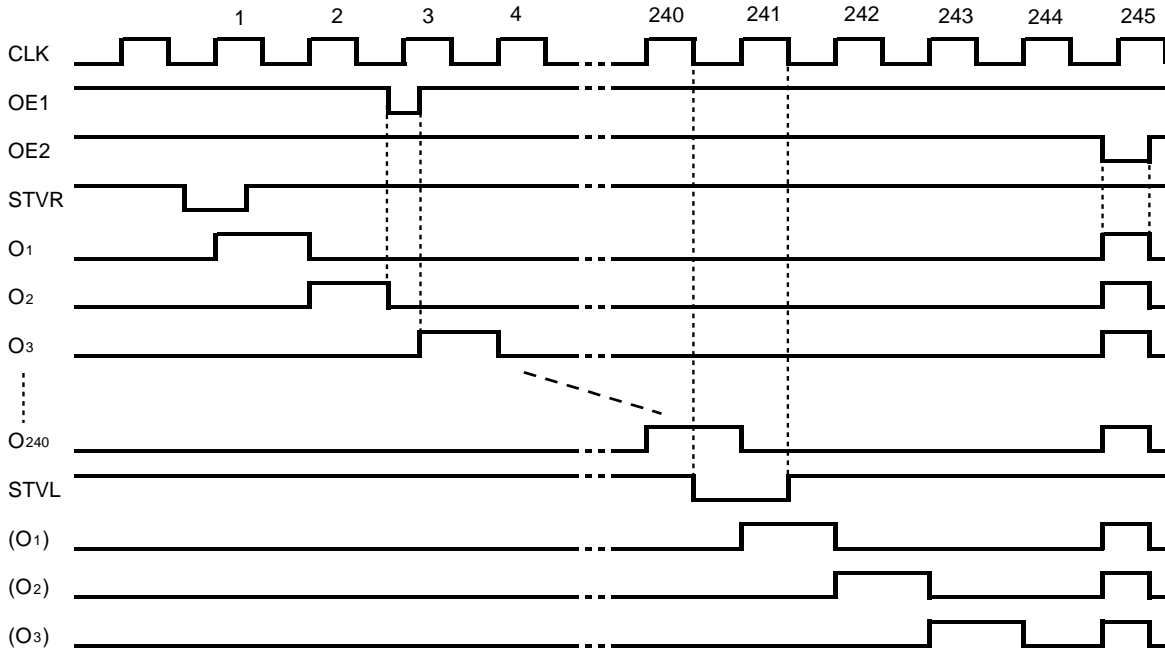 1 2 3 4 240 241 242 243 244 245
CLK
OE1
OE2
STVR
O1
O2
O3
O240
STVL
(O1)
(O2)
(O3)